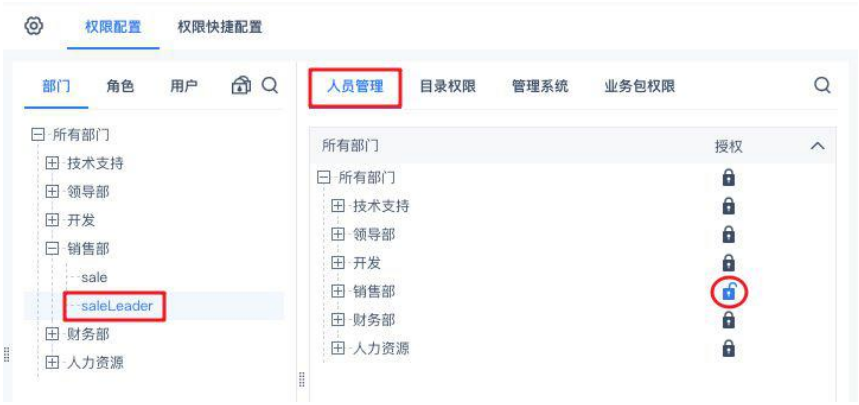 权限配置 权限快捷配置
部门 角色 用户
所有部门
技术支持
领导部
开发
销售部
sale
saleLeader
财务部
人力资源
人员管理 目录权限 管理系统 业务包权限
所有部门 授权
所有部门
技术支持
领导部
开发
销售部
财务部
人力资源